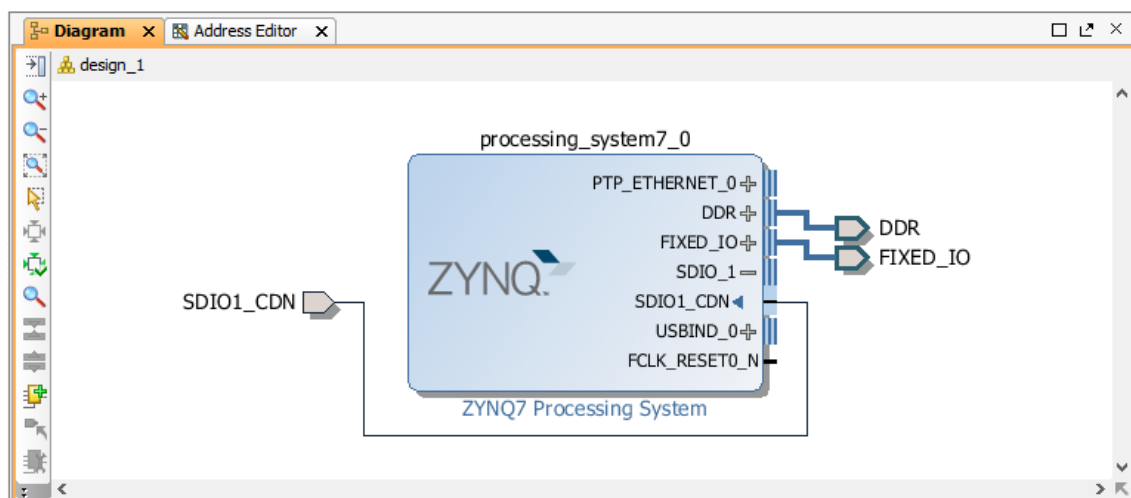 Diagram
Address Editor
design_1
processing_system7_0
PTP_ETHERNET_0
DDR
FIXED_IO
SDIO_1
SDIO1_CDN
USBIND_0
FCLK_RESET0_N
ZYNQ
ZYNQ7 Processing System
SDIO1_CDN
DDR
FIXED_IO